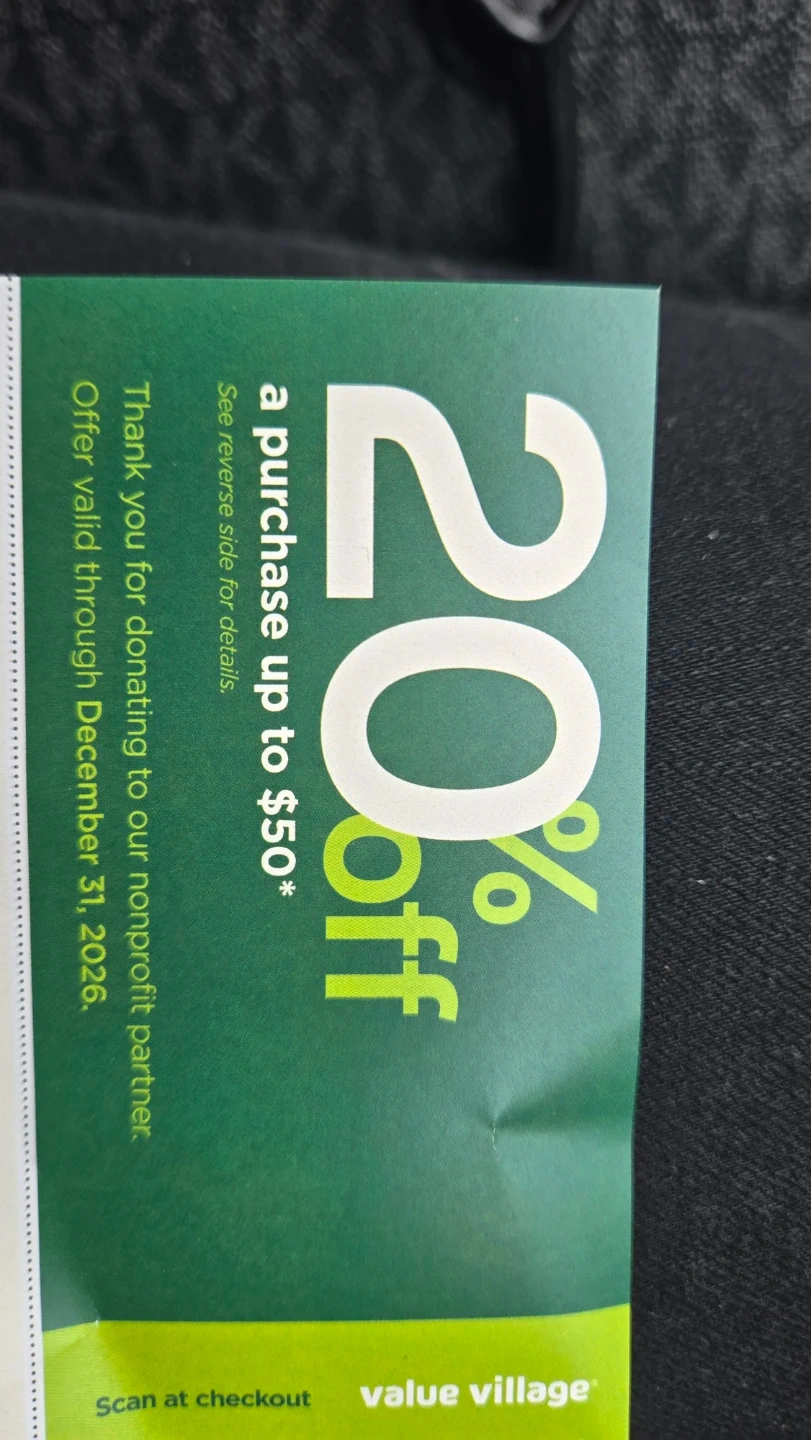 20% off
a purchase up to $50*
See reverse side for details.
Thank you for donating to our nonprofit partner.
Offer valid through December 31, 2026.
value village®
Scan at checkout